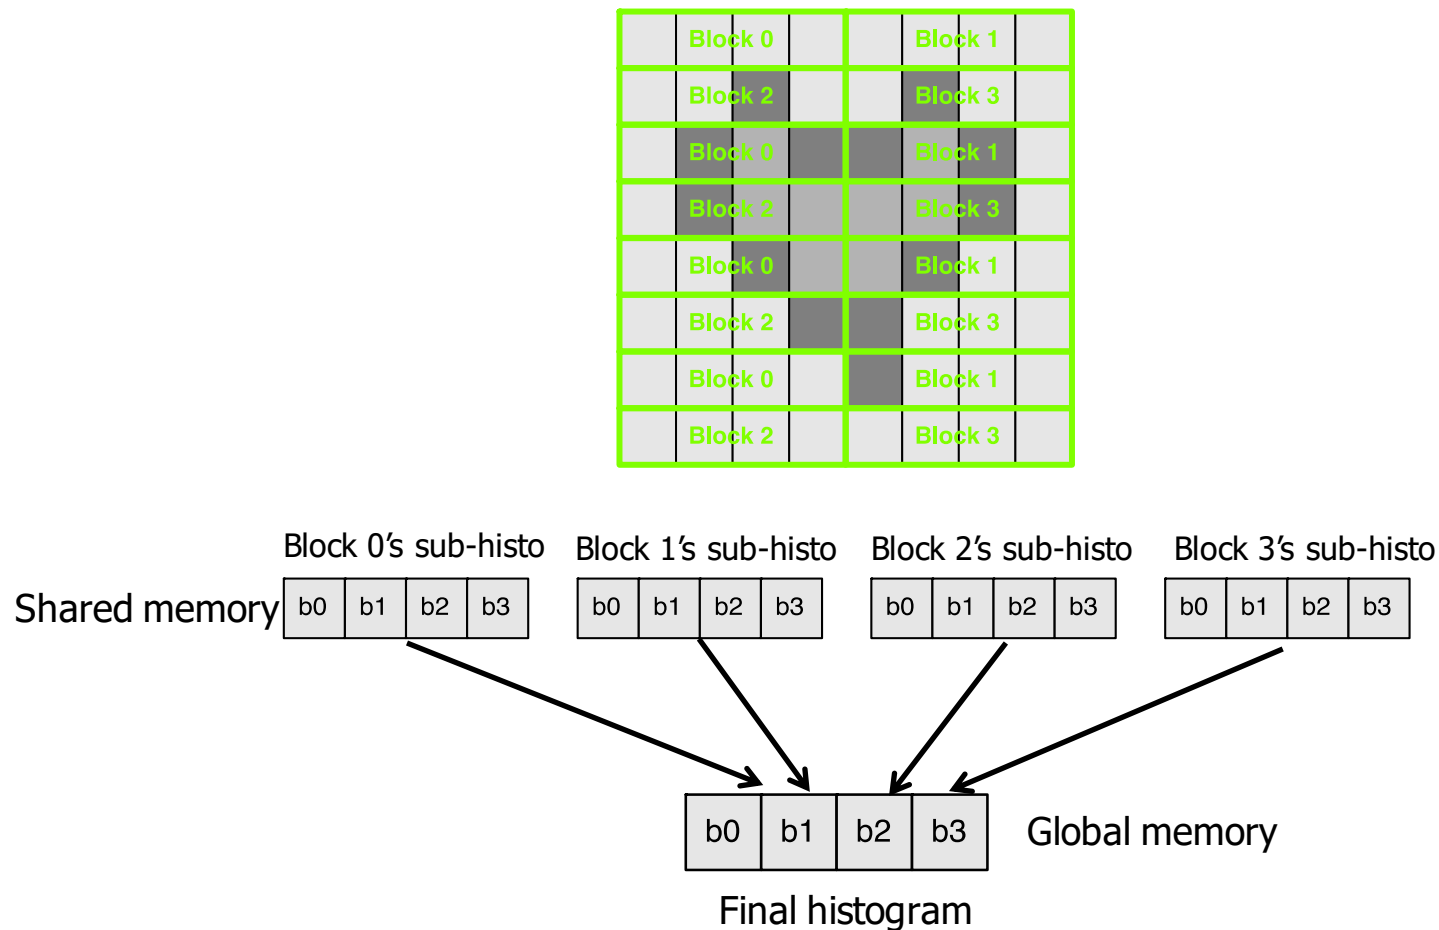 Block 0 Block 1
Block 2 Block 3
Block 0 Block 1
Block 2 Block 3
Block 0 Block 1
Block 2 Block 3
Block 0 Block 1
Block 2 Block 3
Block 0's sub-histo Block 1's sub-histo Block 2's sub-histo Block 3's sub-histo
Shared memory b0 b1 b2 b3 b0 b1 b2 b3 b0 b1 b2 b3 b0 b1 b2 b3
b0 b1 b2 b3 Global memory
Final histogram